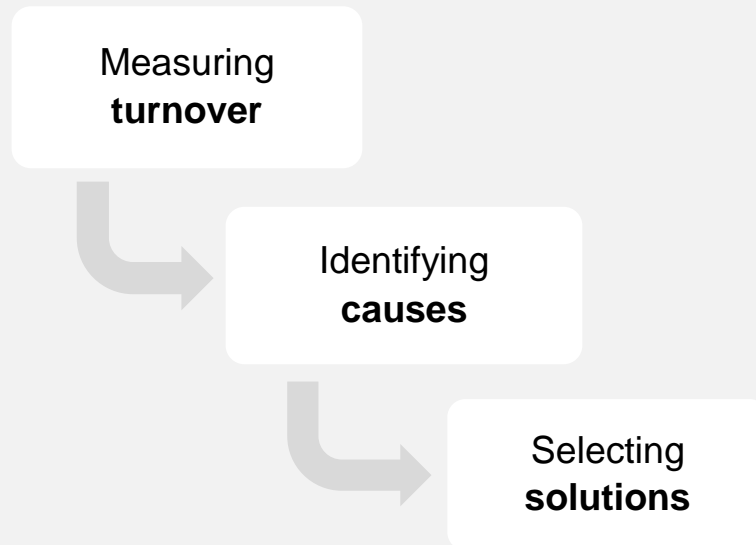 Measuring
turnover
Identifying
causes
Selecting
solutions